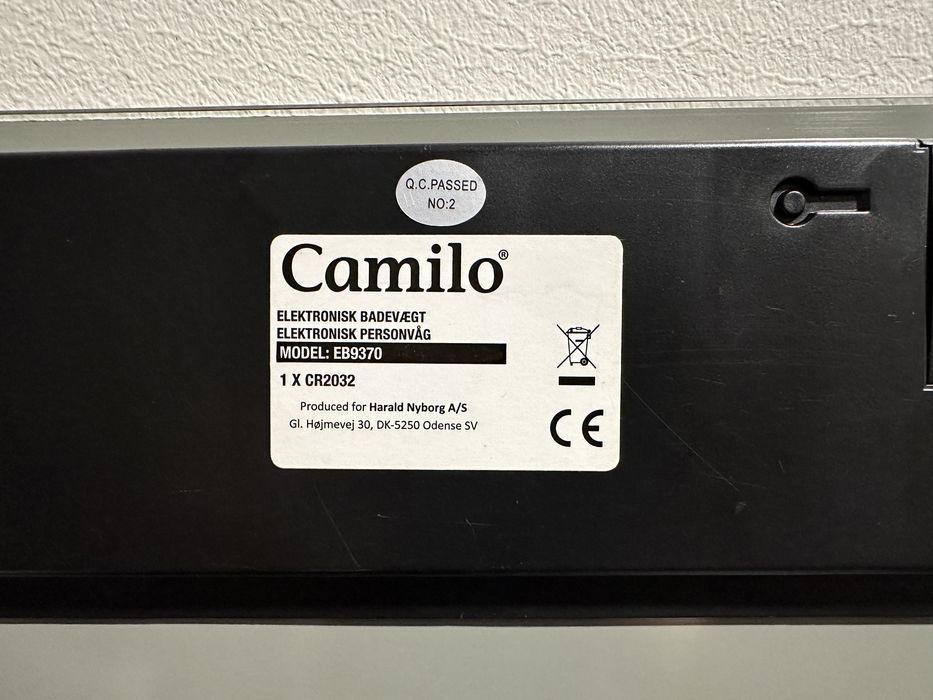 Q.C.PASSED
NO:2
Camilo®
ELEKTRONISK BADEVÆGT
ELEKTRONISK PERSONVÅG
MODEL: EB9370
1 X CR2032
Produced for Harald Nyborg A/S
Gl. Højmevej 30, DK-5250 Odense SV
CE